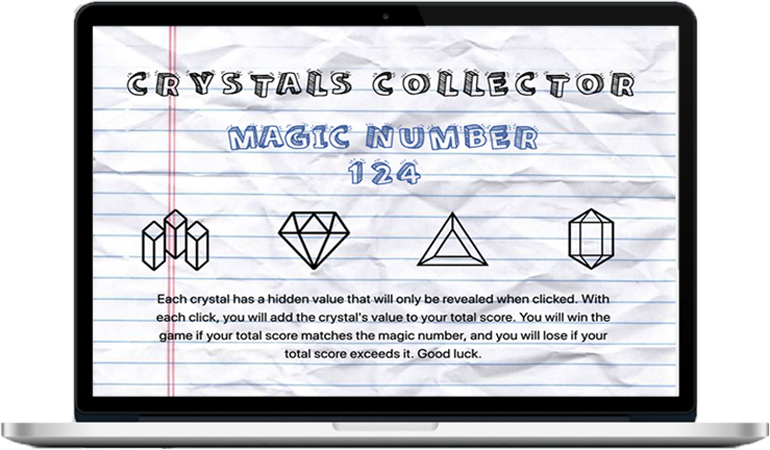 CRYSTALS COLLECTOR
MAGIC NUMBER
124
Each crystal has a hidden value that will only be revealed when clicked. With
each click, you will add the crystal's value to your total score. You will win the
game if your total score matches the magic number, and you will lose if your
total score exceeds it. Good luck.